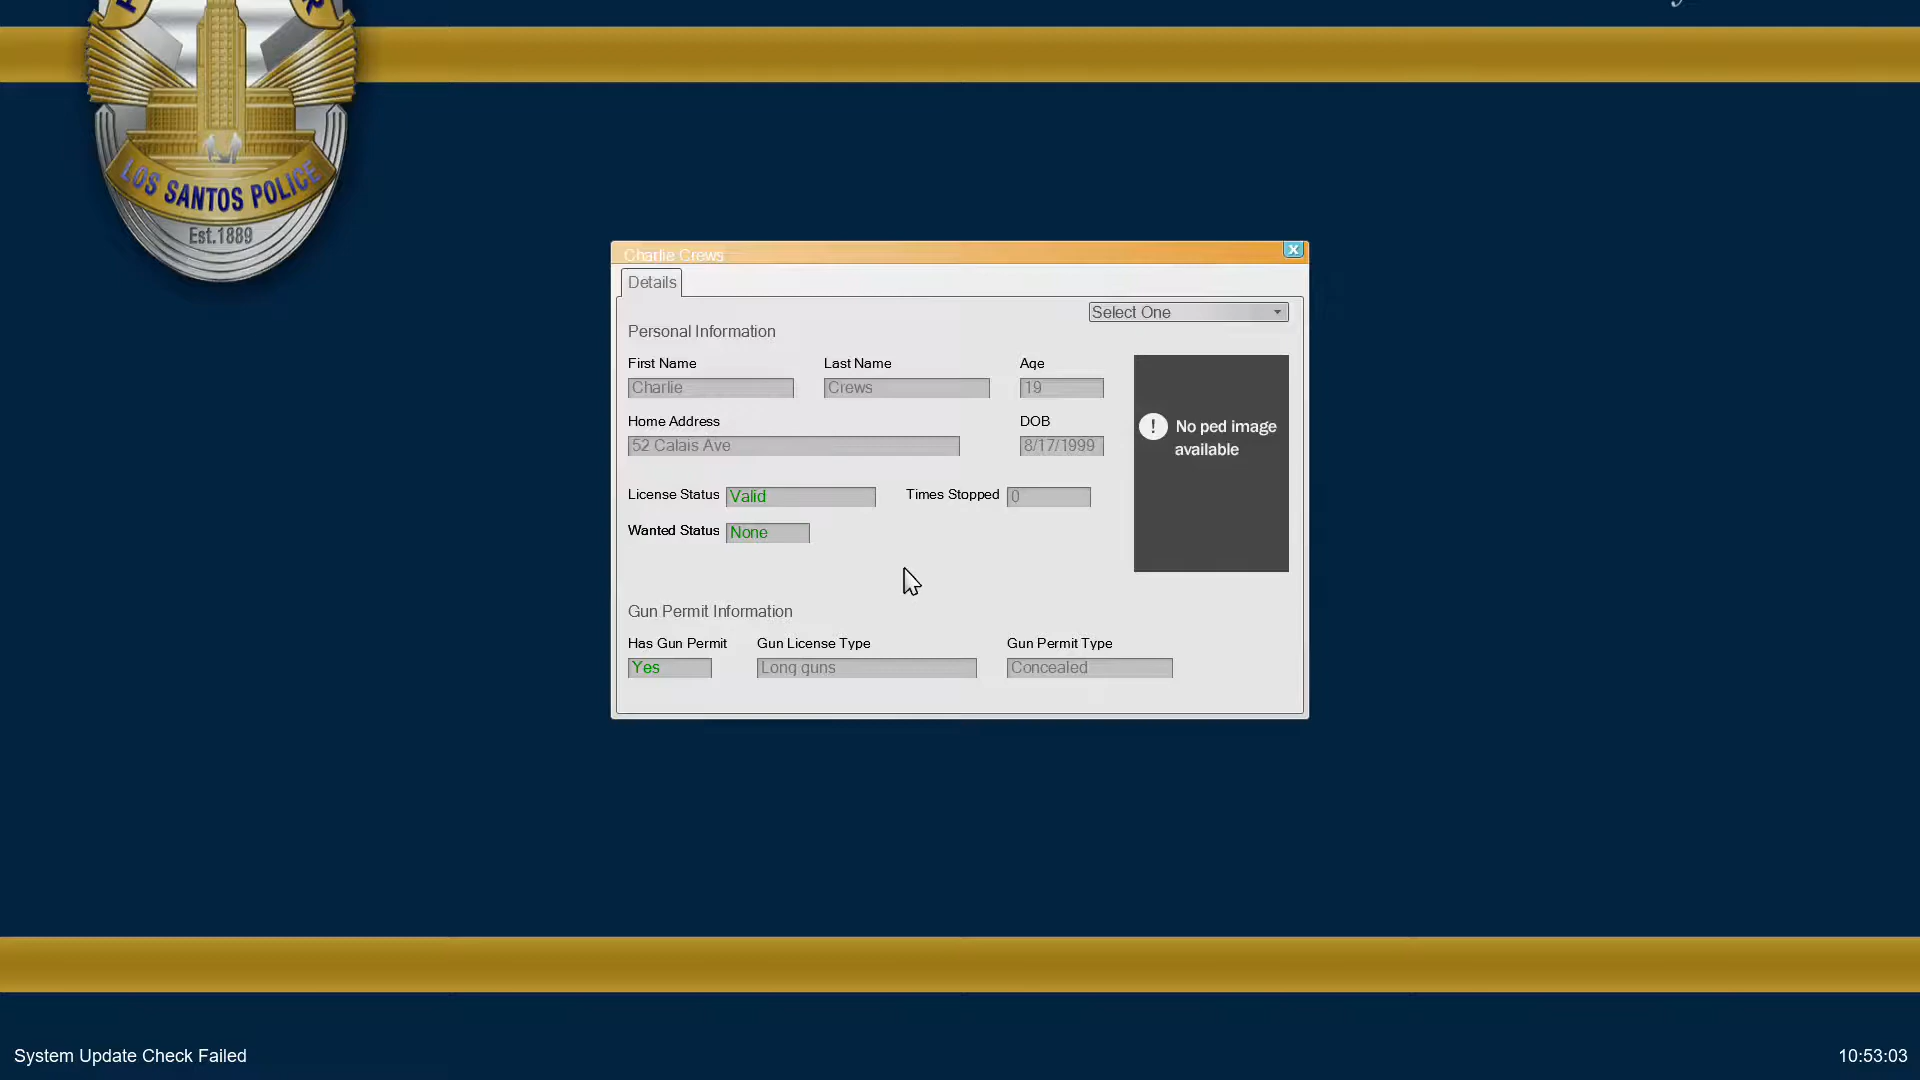 LOS SANTOS POLICE
Est.1889
Charlie Crews
Details
Select One
Personal Information
First Name
Last Name
Age
Charlie
Crews
19
Home Address
DOB
52 Calais Ave
8/17/1999
No ped image
available
License Status
Valid
Times Stopped
0
Wanted Status
None
Gun Permit Information
Has Gun Permit
Gun License Type
Gun Permit Type
Yes
Long guns
Concealed
System Update Check Failed
10:53:03